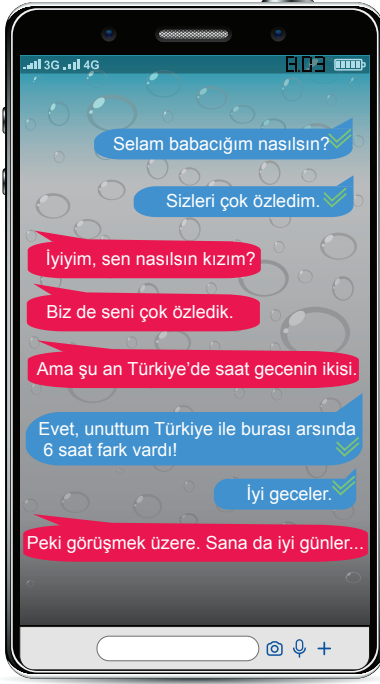 3G 4G
Selam babacığım nasılsın?
Sizleri çok özledim.
İyiyim, sen nasılsın kızım?
Biz de seni çok özledik.
Ama şu an Türkiye'de saat gecenin ikisi.
Evet, unuttum Türkiye ile burası arsında
6 saat fark vardı!
İyi geceler.
Peki görüşmek üzere. Sana da iyi günler...